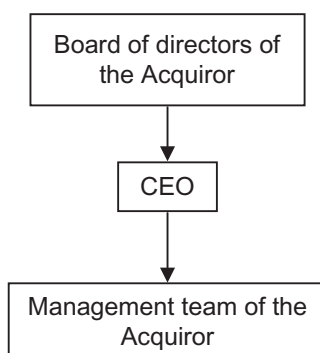 Board of directors of
the Acquiror
CEO
Management team of the
Acquiror